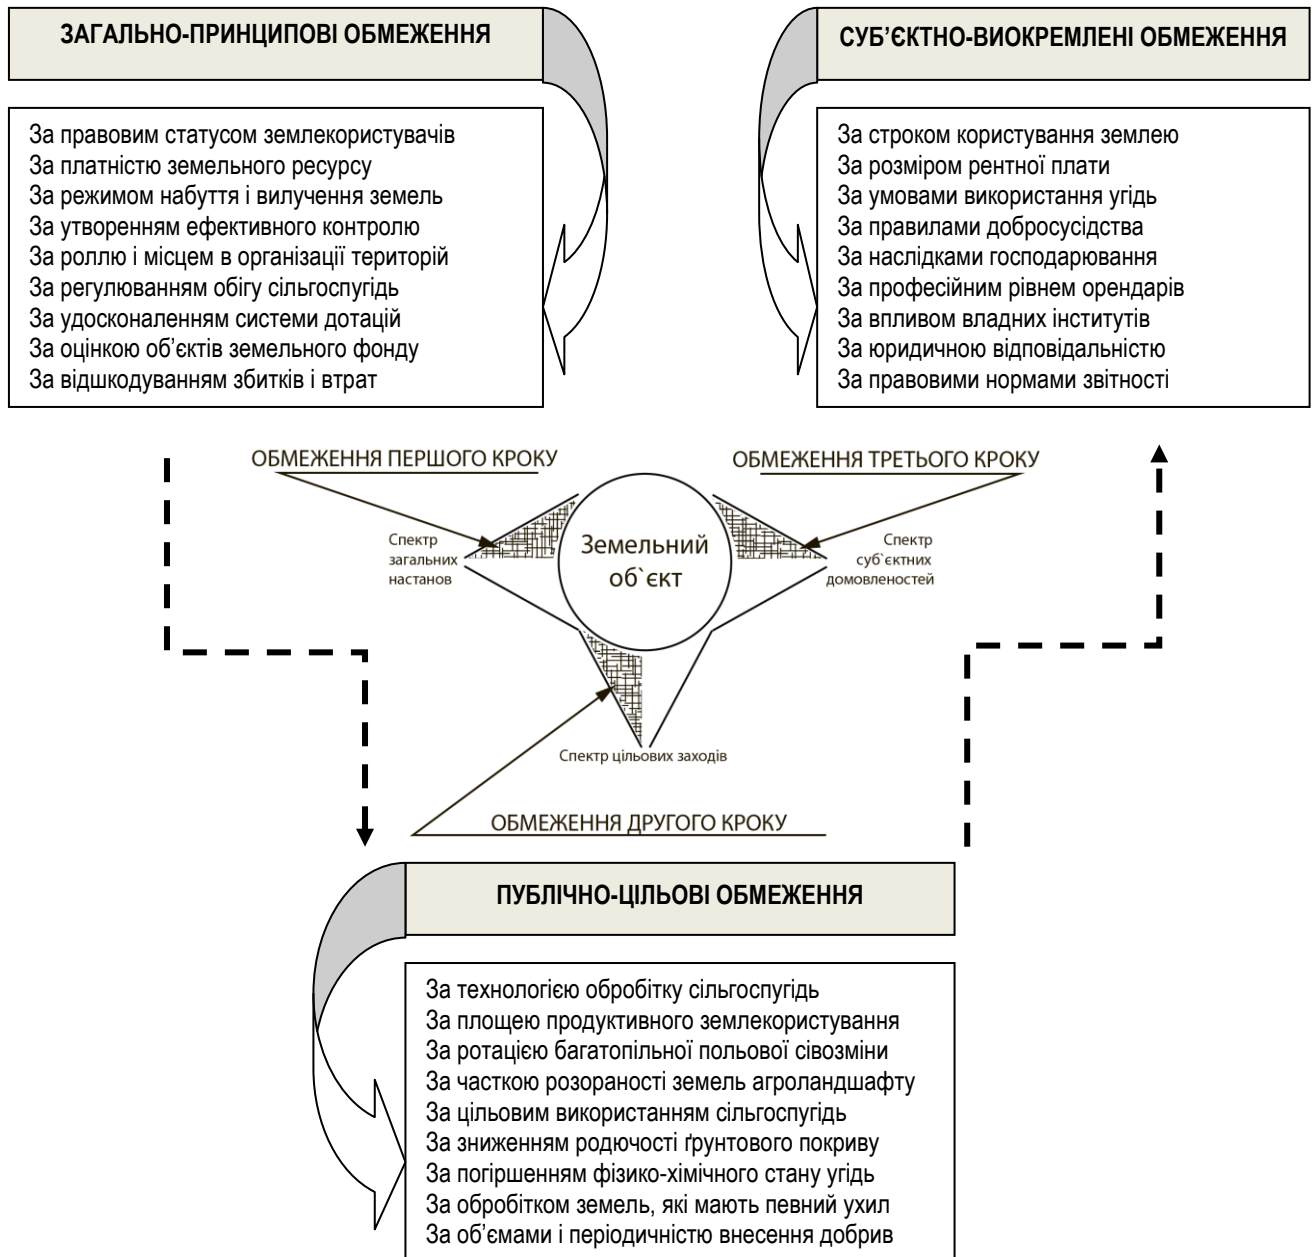 ЗАГАЛЬНО-ПРИНЦИПОВІ ОБМЕЖЕННЯ
За правовим статусом землекористувачів
За платністю земельного ресурсу
За режимом набуття і вилучення земель
За утворенням ефективного контролю
За роллю і місцем в організації територій
За регулюванням обігу сільгоспугідь
За удосконаленням системи дотацій
За оцінкою об’єктів земельного фонду
За відшкодуванням збитків і втрат
СУБ’ЄКТНО-ВИОКРЕМЛЕНІ ОБМЕЖЕННЯ
За строком користування землею
За розміром рентної плати
За умовами використання угідь
За правилами добросусідства
За наслідками господарювання
За професійним рівнем орендарів
За впливом владних інститутів
За юридичною відповідальністю
За правовими нормами звітності
ОБМЕЖЕННЯ ПЕРШОГО КРОКУ
ОБМЕЖЕННЯ ТРЕТЬОГО КРОКУ
Спектр
загальних
настанов
Земельний
об`єкт
Спектр
суб`єктних
домовленостей
Спектр цільових заходів
ОБМЕЖЕННЯ ДРУГОГО КРОКУ
ПУБЛІЧНО-ЦІЛЬОВІ ОБМЕЖЕННЯ
За технологією обробітку сільгоспугідь
За площею продуктивного землекористування
За ротацією багатопільної польової сівозміни
За часткою розораності земель агроландшафту
За цільовим використанням сільгоспугідь
За зниженням родючості ґрунтового покриву
За погіршенням фізико-хімічного стану угідь
За обробітком земель, які мають певний ухил
За об’ємами і періодичністю внесення добрив